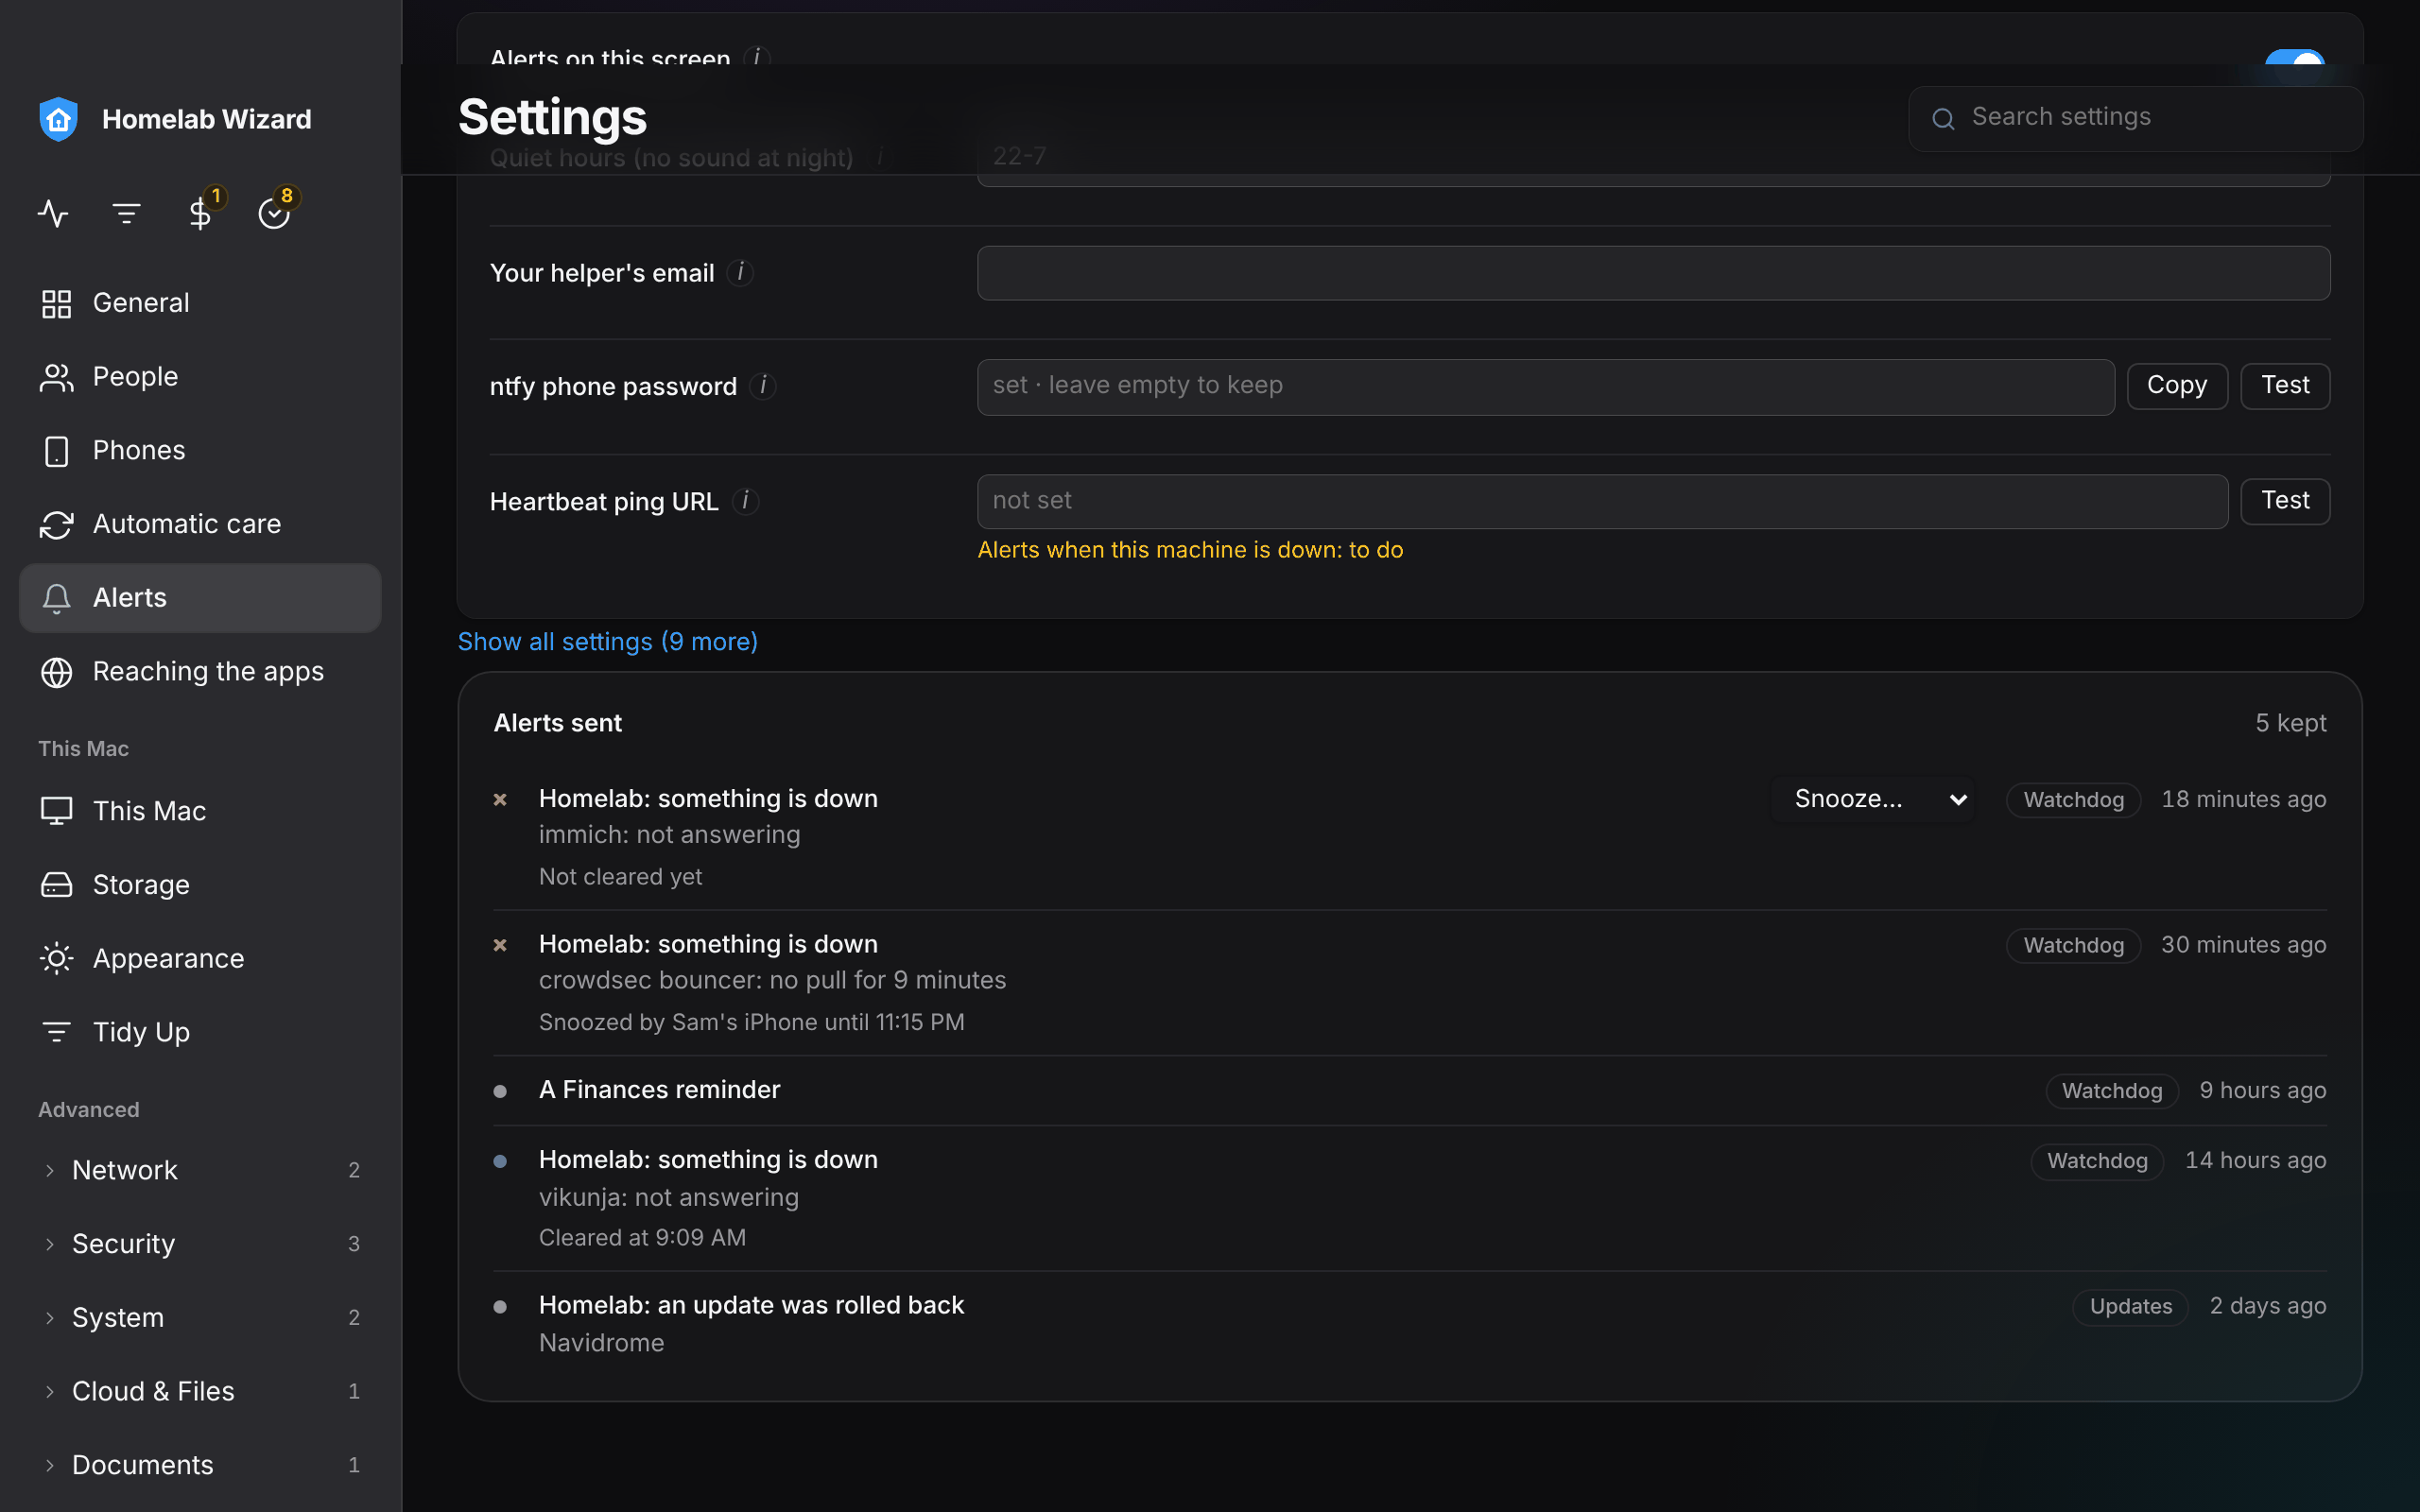 Homelab Wizard
1
8
General
People
Phones
Automatic care
Alerts
Reaching the apps
This Mac
This Mac
Storage
Appearance
Tidy Up
Advanced
Network 2
Security 3
System 2
Cloud & Files 1
Documents 1
Alerts on this screen i
Settings
Search settings
Quiet hours (no sound at night) i 22-7
Your helper's email i
ntfy phone password i set · leave empty to keep Copy Test
Heartbeat ping URL i not set Test
Alerts when this machine is down: to do
Show all settings (9 more)
Alerts sent 5 kept
Homelab: something is down Snooze... Watchdog 18 minutes ago
immich: not answering
Not cleared yet
Homelab: something is down Watchdog 30 minutes ago
crowdsec bouncer: no pull for 9 minutes
Snoozed by Sam's iPhone until 11:15 PM
A Finances reminder Watchdog 9 hours ago
Homelab: something is down Watchdog 14 hours ago
vikunja: not answering
Cleared at 9:09 AM
Homelab: an update was rolled back Updates 2 days ago
Navidrome